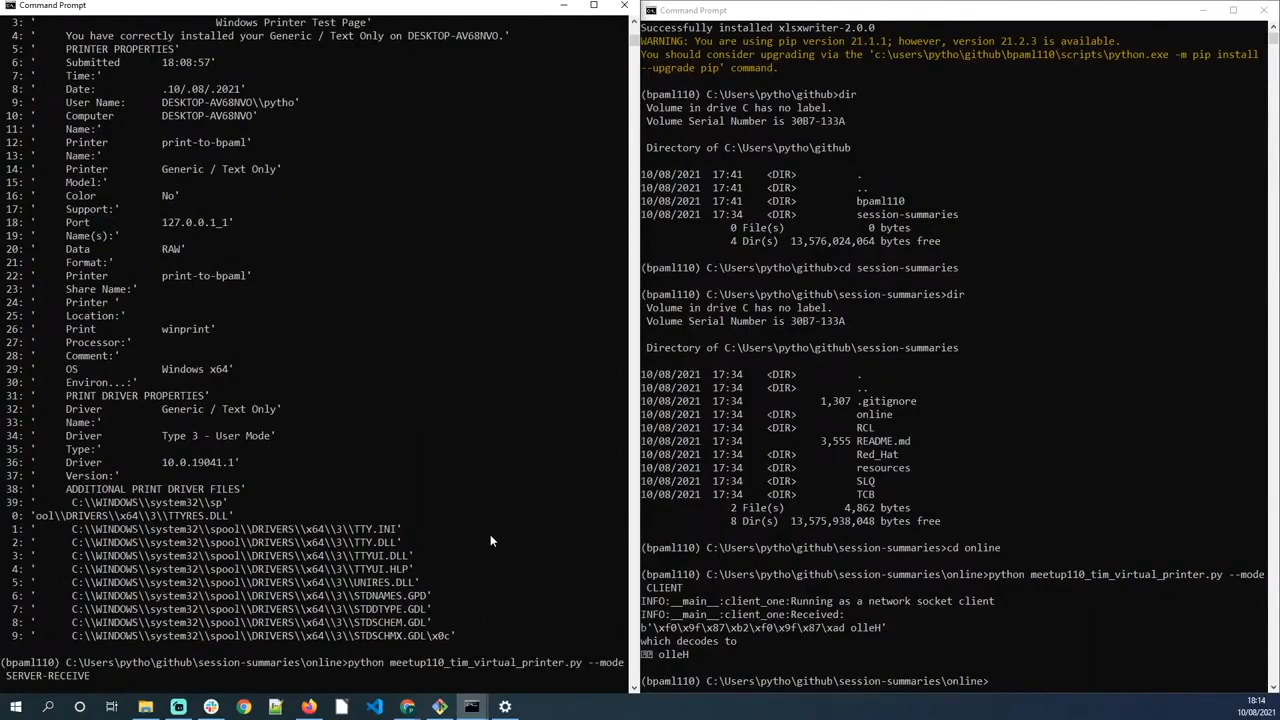 Command Prompt
3: '                            Windows Printer Test Page'
4: '     You have correctly installed your Generic / Text Only on DESKTOP-AV68NVO.'
5: '     PRINTER PROPERTIES'
6: '     Submitted      18:08:57'
7: '     Time:'
8: '     Date:          .10/.08/.2021'
9: '     User Name:     DESKTOP-AV68NVO\\pytho'
10: '     Computer       DESKTOP-AV68NVO'
11: '     Name:'
12: '     Printer        print-to-bpaml'
13: '     Name:'
14: '     Printer        Generic / Text Only'
15: '     Model:'
16: '     Color          No'
17: '     Support:'
18: '     Port           127.0.0.1_1'
19: '     Name(s):'
20: '     Data           RAW'
21: '     Format:'
22: '     Printer        print-to-bpaml'
23: '     Share Name:'
24: '     Printer '
25: '     Location:'
26: '     Print          winprint'
27: '     Processor:'
28: '     Comment:'
29: '     OS             Windows x64'
30: '     Environ...:'
31: '     PRINT DRIVER PROPERTIES'
32: '     Driver         Generic / Text Only'
33: '     Name:'
34: '     Driver         Type 3 - User Mode'
35: '     Type:'
36: '     Driver         10.0.19041.1'
37: '     Version:'
38: '     ADDITIONAL PRINT DRIVER FILES'
39: '      C:\\WINDOWS\\system32\\sp'
0: 'ool\\DRIVERS\\x64\\3\\TTYRES.DLL'
1: '      C:\\WINDOWS\\system32\\spool\\DRIVERS\\x64\\3\\TTY.INI'
2: '      C:\\WINDOWS\\system32\\spool\\DRIVERS\\x64\\3\\TTY.DLL'
3: '      C:\\WINDOWS\\system32\\spool\\DRIVERS\\x64\\3\\TTYUI.DLL'
4: '      C:\\WINDOWS\\system32\\spool\\DRIVERS\\x64\\3\\TTYUI.HLP'
5: '      C:\\WINDOWS\\system32\\spool\\DRIVERS\\x64\\3\\UNIRES.DLL'
6: '      C:\\WINDOWS\\system32\\spool\\DRIVERS\\x64\\3\\STDNAMES.GPD'
7: '      C:\\WINDOWS\\system32\\spool\\DRIVERS\\x64\\3\\STDDTYPE.GDL'
8: '      C:\\WINDOWS\\system32\\spool\\DRIVERS\\x64\\3\\STDSCHEM.GDL'
9: '      C:\\WINDOWS\\system32\\spool\\DRIVERS\\x64\\3\\STDSCHMX.GDL\x0c'
(bpaml110) C:\Users\pytho\github\session-summaries\online>python meetup110_tim_virtual_printer.py --mode
SERVER-RECEIVE
Command Prompt
Successfully installed xlsxwriter-2.0.0
WARNING: You are using pip version 21.1.1; however, version 21.2.3 is available.
You should consider upgrading via the 'c:\users\pytho\github\bpaml110\scripts\python.exe -m pip install
--upgrade pip' command.
(bpaml110) C:\Users\pytho\github>dir
Volume in drive C has no label.
Volume Serial Number is 30B7-133A
Directory of C:\Users\pytho\github
10/08/2021  17:41    <DIR>          .
10/08/2021  17:41    <DIR>          ..
10/08/2021  17:41    <DIR>          bpaml110
10/08/2021  17:34    <DIR>          session-summaries
0 File(s)              0 bytes
4 Dir(s)  13,576,024,064 bytes free
(bpaml110) C:\Users\pytho\github>cd session-summaries
(bpaml110) C:\Users\pytho\github\session-summaries>dir
Volume in drive C has no label.
Volume Serial Number is 30B7-133A
Directory of C:\Users\pytho\github\session-summaries
10/08/2021  17:34    <DIR>          .
10/08/2021  17:34    <DIR>          ..
10/08/2021  17:34             1,307 .gitignore
10/08/2021  17:34    <DIR>          online
10/08/2021  17:34    <DIR>          RCL
10/08/2021  17:34             3,555 README.md
10/08/2021  17:34    <DIR>          Red_Hat
10/08/2021  17:34    <DIR>          resources
10/08/2021  17:34    <DIR>          SLQ
10/08/2021  17:34    <DIR>          TCB
2 File(s)          4,862 bytes
8 Dir(s)  13,575,938,048 bytes free
(bpaml110) C:\Users\pytho\github\session-summaries>cd online
(bpaml110) C:\Users\pytho\github\session-summaries\online>python meetup110_tim_virtual_printer.py --mode
CLIENT
INFO:__main__:client_one:Running as a network socket client
INFO:__main__:client_one:Received:
b'\xf0\x9f\x87\xb2\xf0\x9f\x87\xad olleH'
which decodes to
olleH
(bpaml110) C:\Users\pytho\github\session-summaries\online>
18:14
10/08/2021